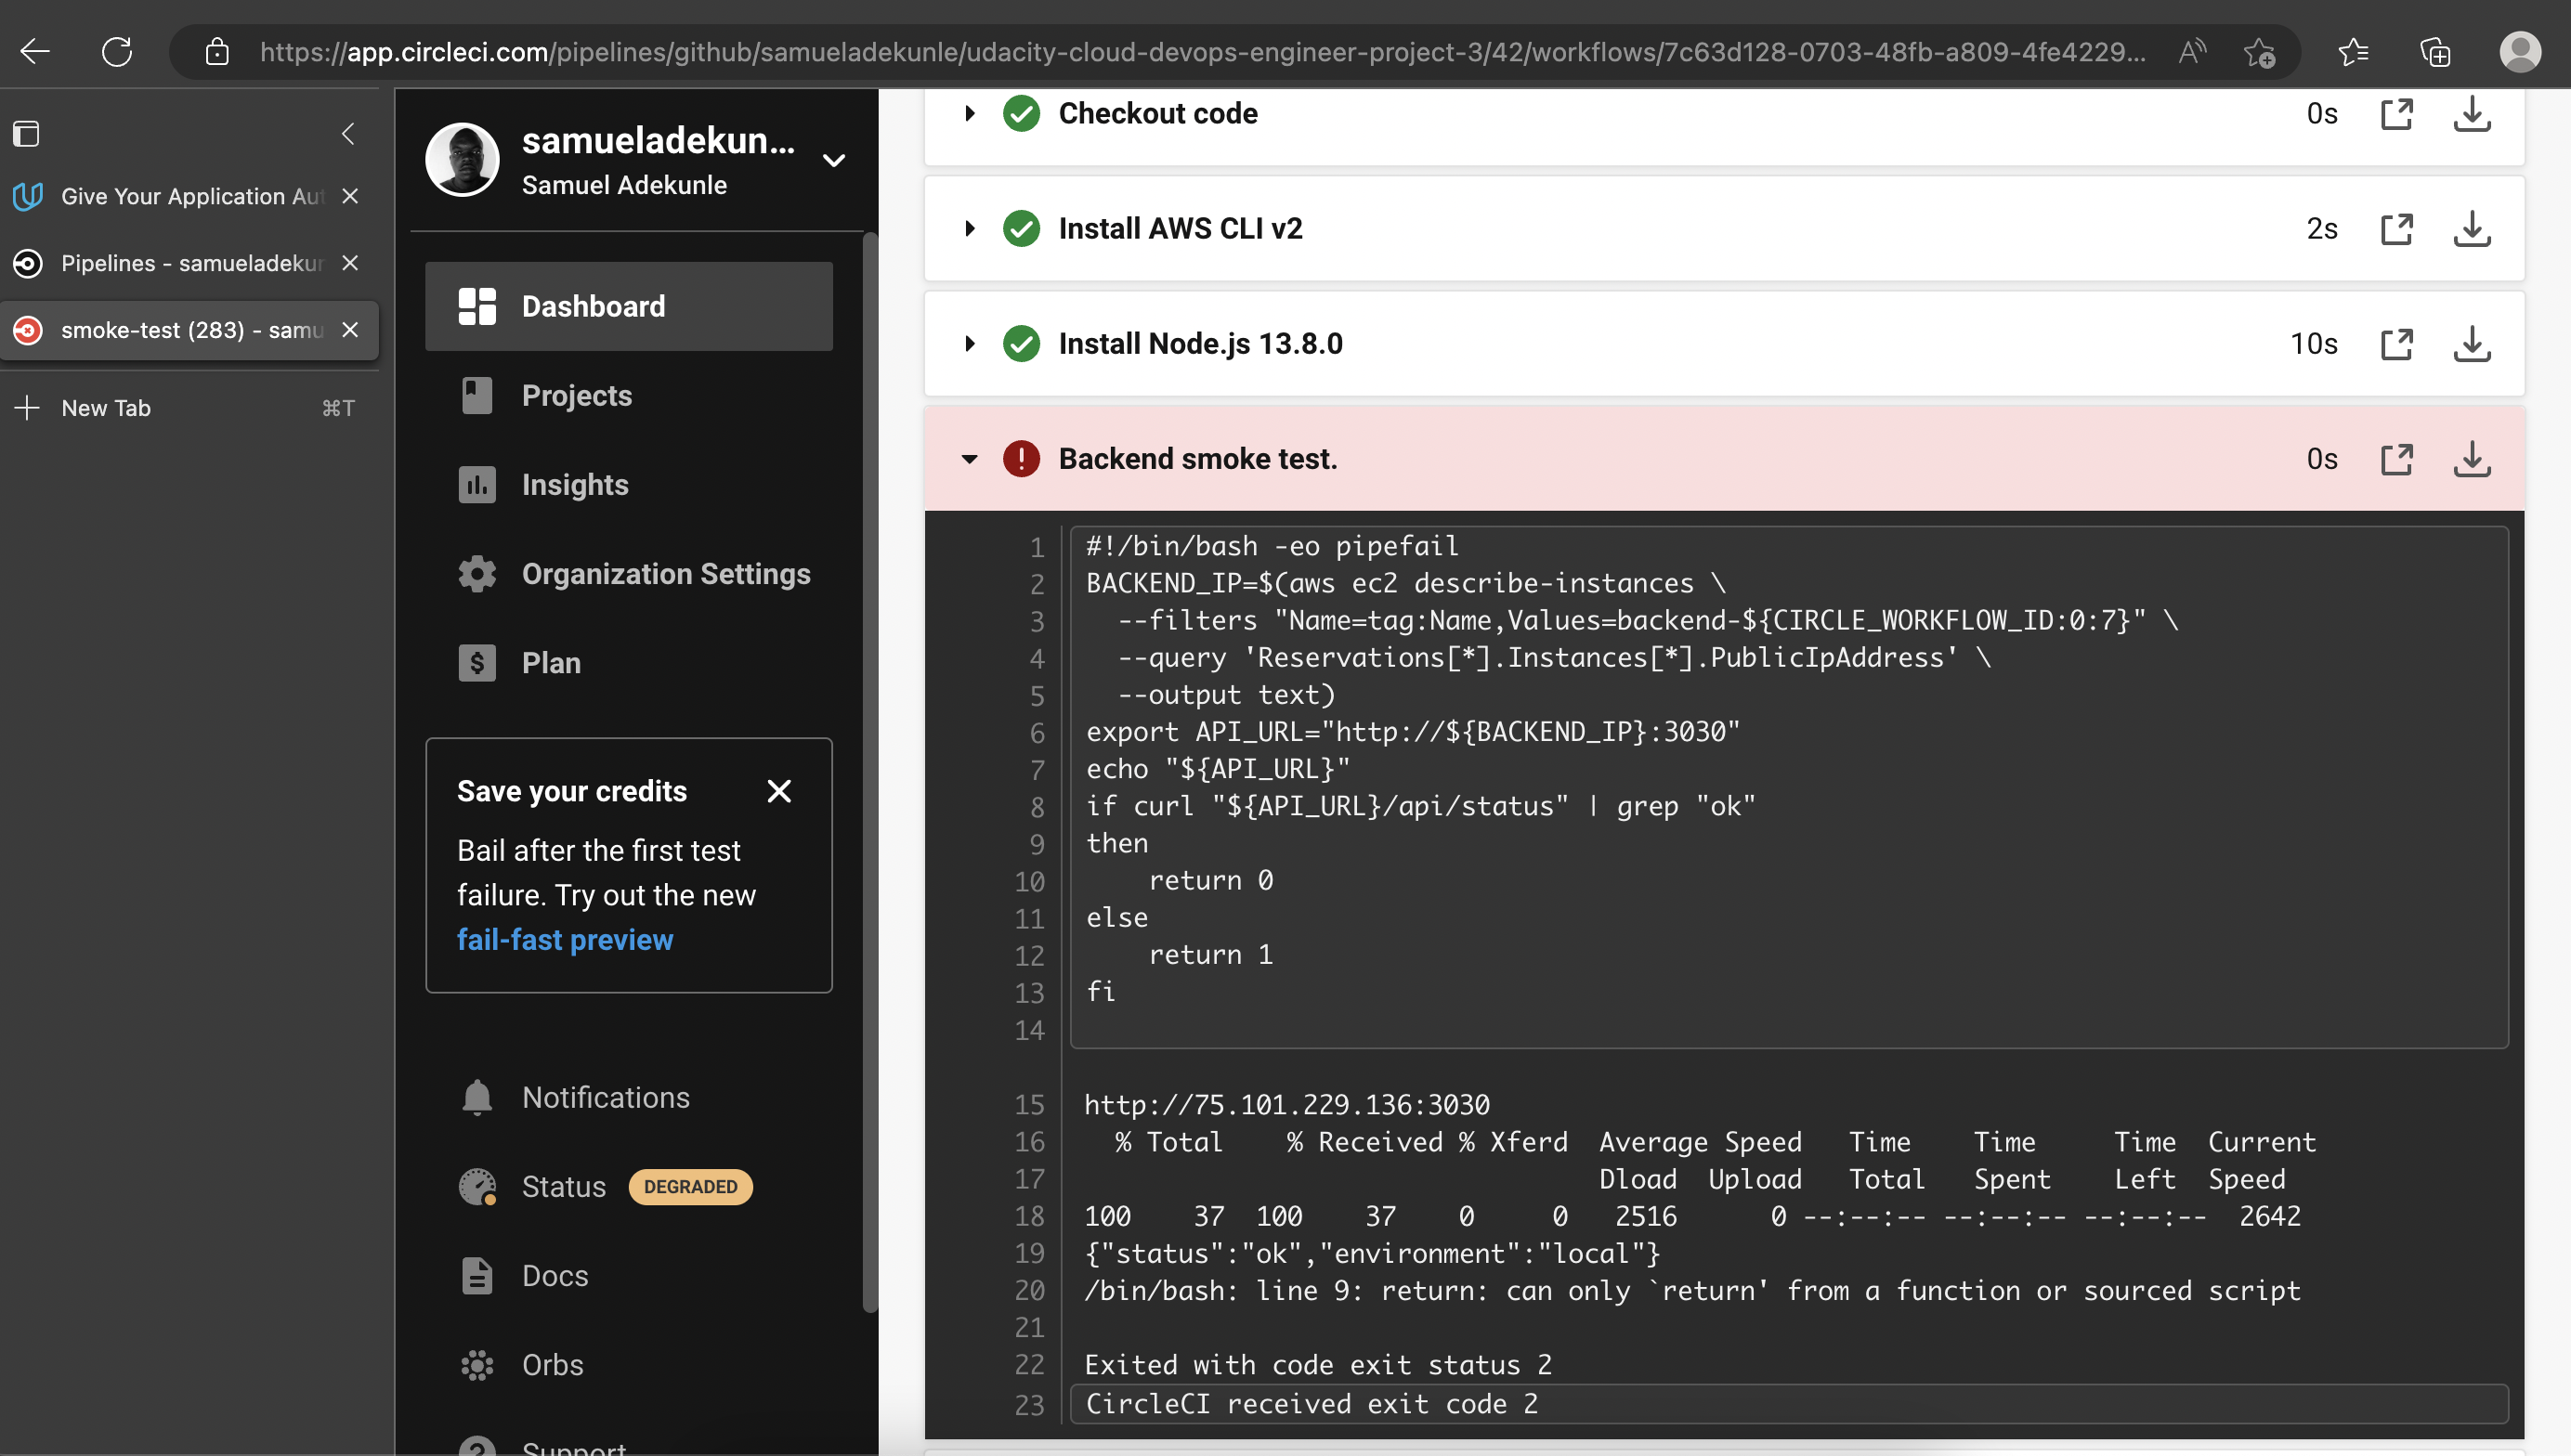 https://app.circleci.com/pipelines/github/samueladekunle/udacity-cloud-devops-engineer-project-3/42/workflows/7c63d128-0703-48fb-a809-4fe4229...
Give Your Application Aut
Pipelines - samueladekur
smoke-test (283) - samu
New Tab
⌘T
samueladekun...
Samuel Adekunle
Dashboard
Projects
Insights
Organization Settings
Plan
Save your credits
Bail after the first test
failure. Try out the new
fail-fast preview
Notifications
Status DEGRADED
Docs
Orbs
Support
Checkout code 0s
Install AWS CLI v2 2s
Install Node.js 13.8.0 10s
Backend smoke test. 0s
1 #!/bin/bash -eo pipefail
2 BACKEND_IP=$(aws ec2 describe-instances \
3   --filters "Name=tag:Name,Values=backend-${CIRCLE_WORKFLOW_ID:0:7}" \
4   --query 'Reservations[*].Instances[*].PublicIpAddress' \
5   --output text)
6 export API_URL="http://${BACKEND_IP}:3030"
7 echo "${API_URL}"
8 if curl "${API_URL}/api/status" | grep "ok"
9 then
10     return 0
11 else
12     return 1
13 fi
14
15 http://75.101.229.136:3030
16   % Total    % Received % Xferd  Average Speed   Time    Time     Time  Current
17                                  Dload  Upload   Total   Spent    Left  Speed
18 100    37  100    37    0     0   2516      0 --:--:-- --:--:-- --:--:--  2642
19 {"status":"ok","environment":"local"}
20 /bin/bash: line 9: return: can only `return' from a function or sourced script
21
22 Exited with code exit status 2
23 CircleCI received exit code 2